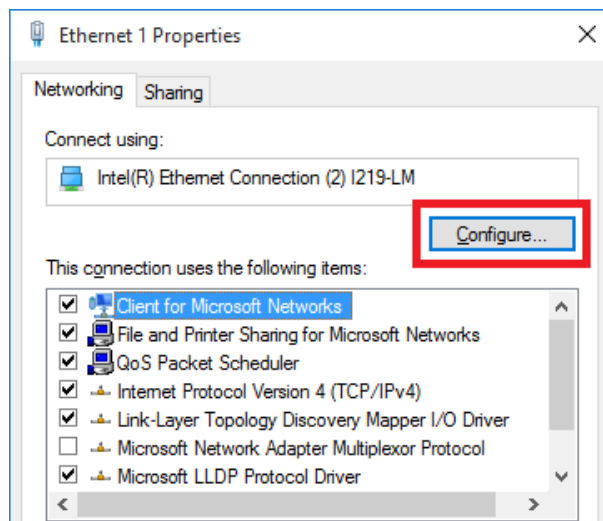 Ethernet 1 Properties
Networking Sharing
Connect using:
Intel(R) Ethernet Connection (2) I219-LM
Configure...
This connection uses the following items:
Client for Microsoft Networks
File and Printer Sharing for Microsoft Networks
QoS Packet Scheduler
Internet Protocol Version 4 (TCP/IPv4)
Link-Layer Topology Discovery Mapper I/O Driver
Microsoft Network Adapter Multiplexor Protocol
Microsoft LLDP Protocol Driver